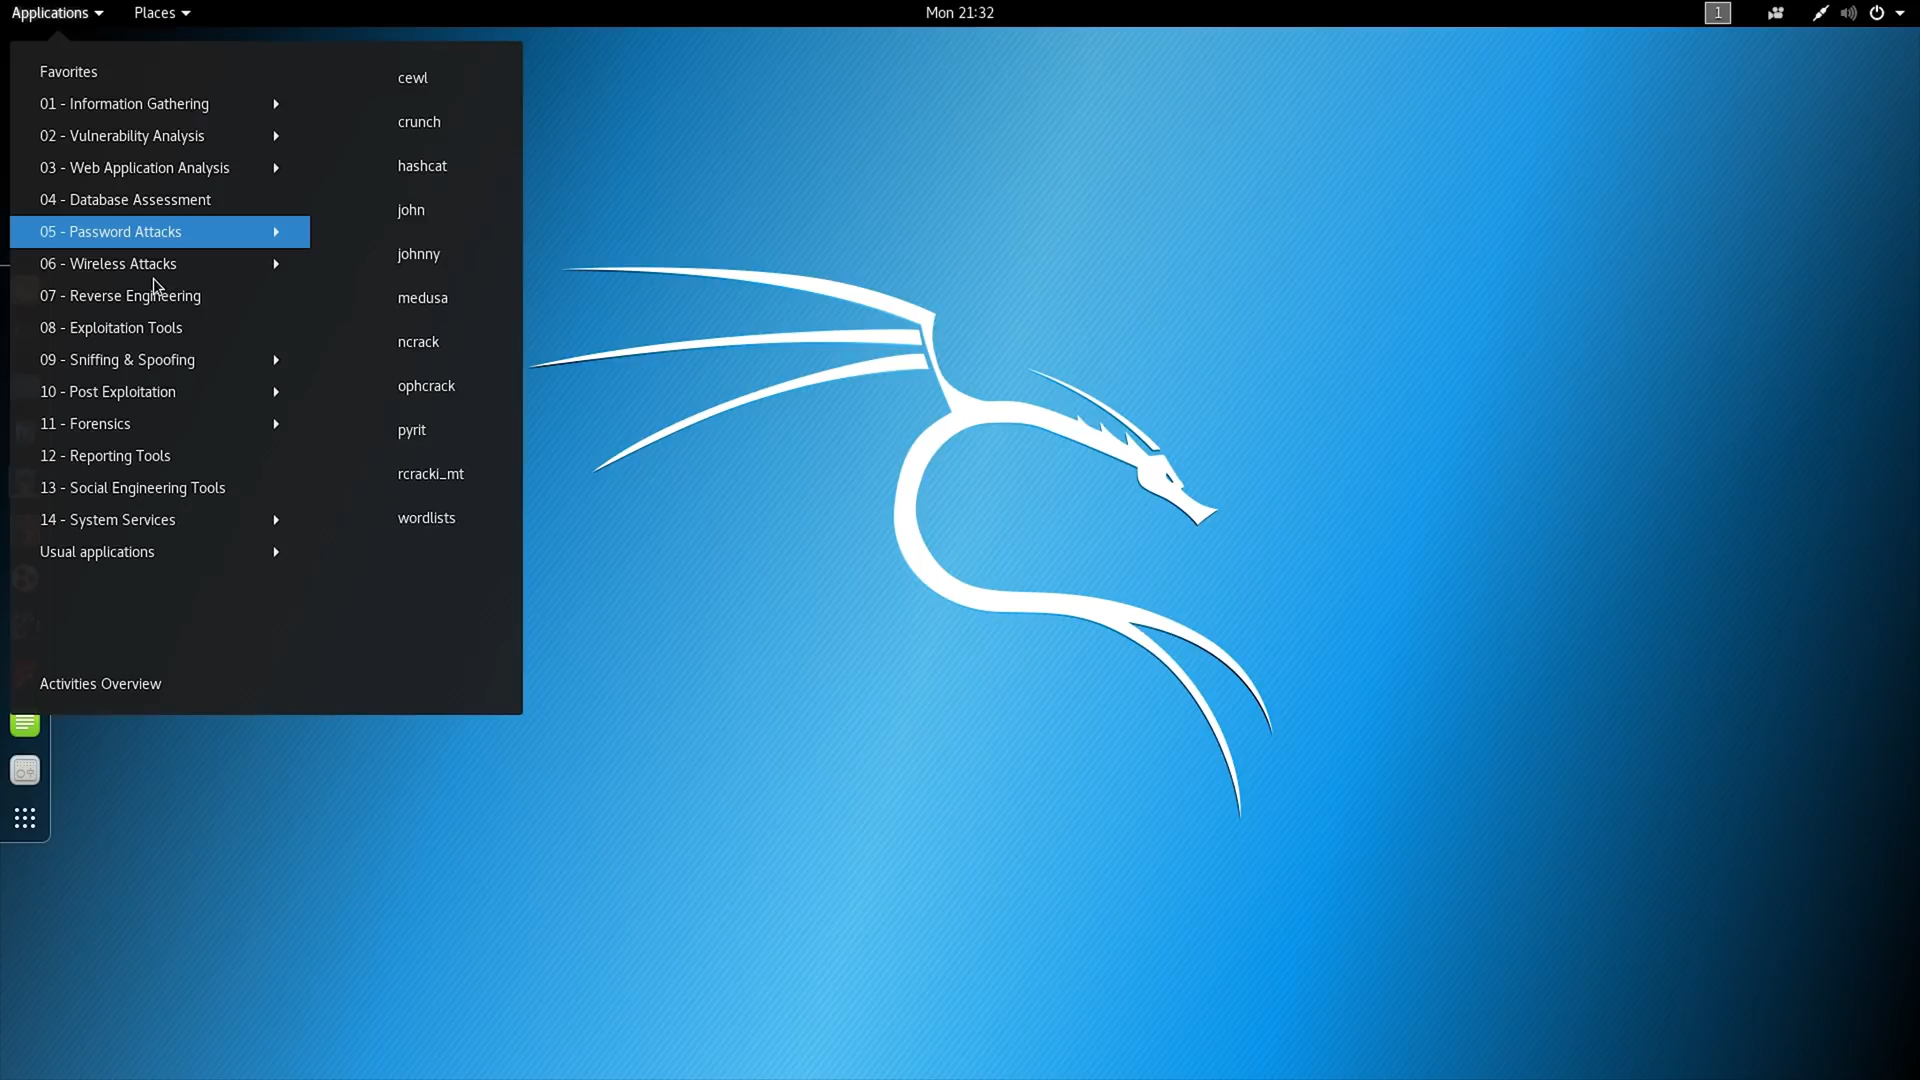 Applications Places Mon 21:32 1
Favorites
01 - Information Gathering
02 - Vulnerability Analysis
03 - Web Application Analysis
04 - Database Assessment
05 - Password Attacks
06 - Wireless Attacks
07 - Reverse Engineering
08 - Exploitation Tools
09 - Sniffing & Spoofing
10 - Post Exploitation
11 - Forensics
12 - Reporting Tools
13 - Social Engineering Tools
14 - System Services
Usual applications
Activities Overview
cewl
crunch
hashcat
john
johnny
medusa
ncrack
ophcrack
pyrit
rcracki_mt
wordlists